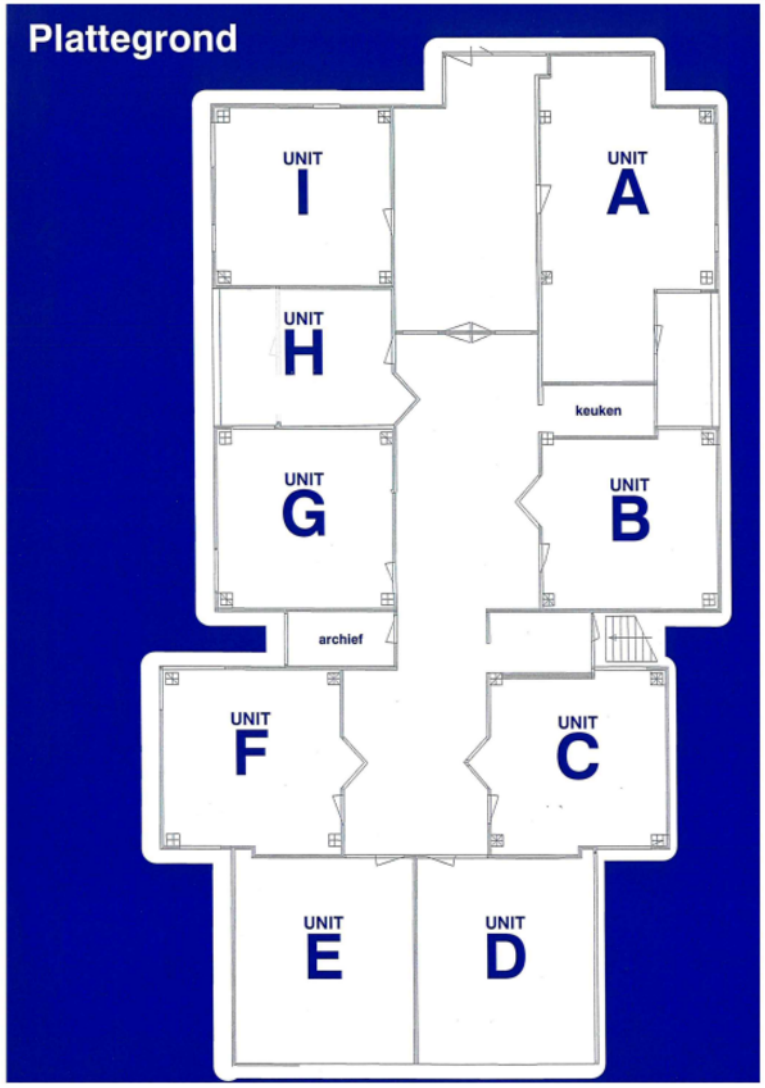 Plattegrond
UNIT
I
UNIT
A
UNIT
H
keuken
UNIT
G
UNIT
B
archief
UNIT
F
UNIT
C
UNIT
E
UNIT
D